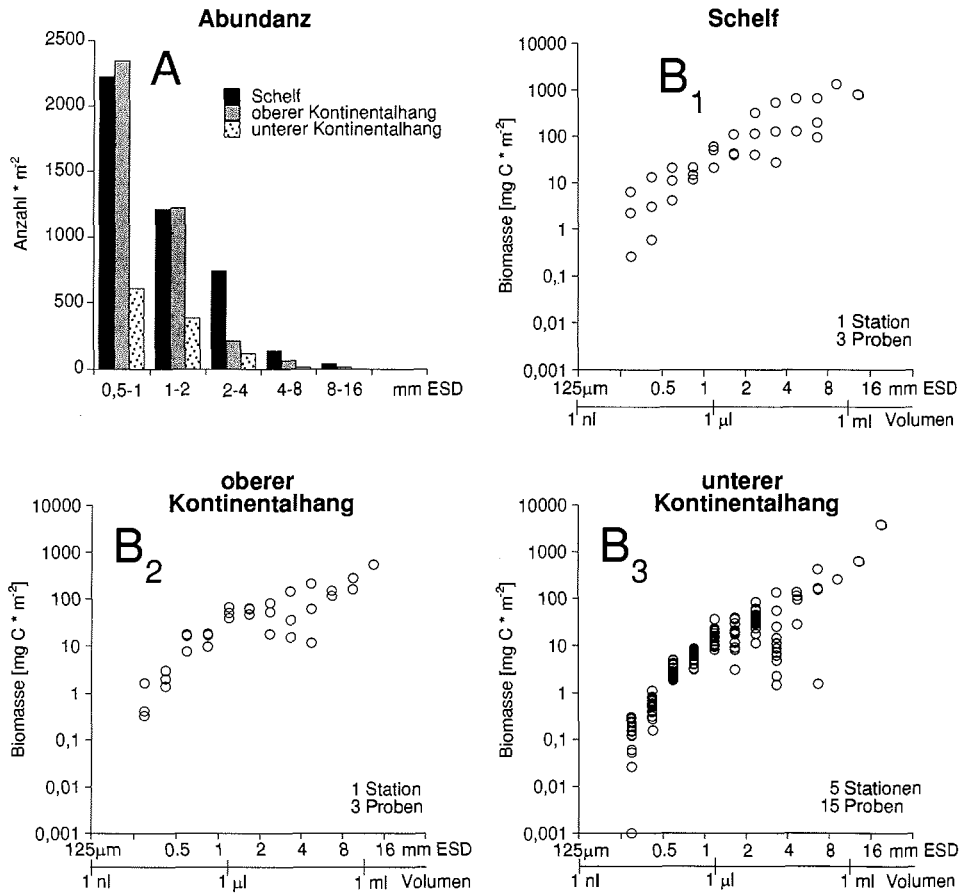 Abundanz
A
2500
2000
1500
1000
500
0
Anzahl * m-2
Schelf
oberer Kontinentalhang
unterer Kontinentalhang
0,5-1 1-2 2-4 4-8 8-16 mm ESD
Schelf
B1
10000
1000
100
10
1
0,1
0,01
0,001
Biomasse [mg C * m-2]
1 Station
3 Proben
125µm 0.5 1 2 4 8 16 mm ESD
1 nl 1 µl 1 ml Volumen
oberer
Kontinentalhang
B2
10000
1000
100
10
1
0,1
0,01
0,001
Biomasse [mg C * m-2]
1 Station
3 Proben
125µm 0.5 1 2 4 8 16 mm ESD
1 nl 1 µl 1 ml Volumen
unterer
Kontinentalhang
B3
10000
1000
100
10
1
0,1
0,01
0,001
Biomasse [mg C * m-2]
5 Stationen
15 Proben
125µm 0.5 1 2 4 8 16 mm ESD
1 nl 1 µl 1 ml Volumen